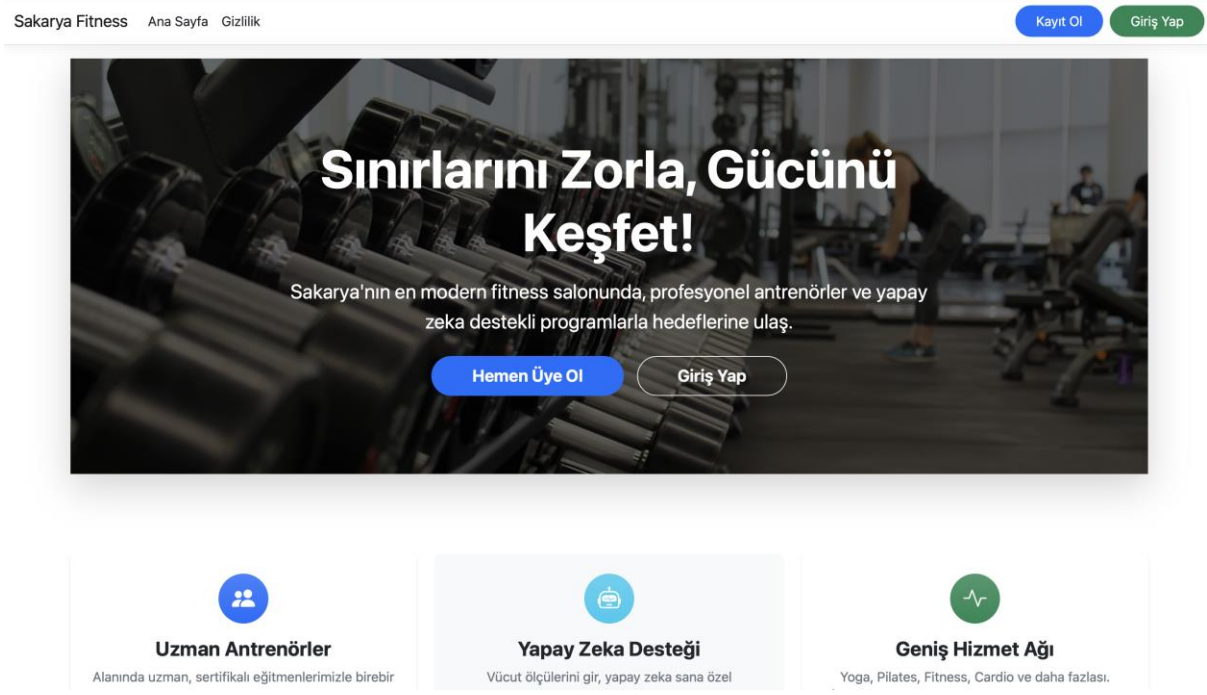 Sakarya Fitness Ana Sayfa Gizlilik Kayıt Ol Giriş Yap
Sınırlarını Zorla, Gücünü
Keşfet!
Sakarya'nın en modern fitness salonunda, profesyonel antrenörler ve yapay
zeka destekli programlarla hedeflerine ulaş.
Hemen Üye Ol Giriş Yap
Uzman Antrenörler
Alanında uzman, sertifikalı eğitmenlerimizle birebir
Yapay Zeka Desteği
Vücut ölçülerini gir, yapay zeka sana özel
Geniş Hizmet Ağı
Yoga, Pilates, Fitness, Cardio ve daha fazlası.